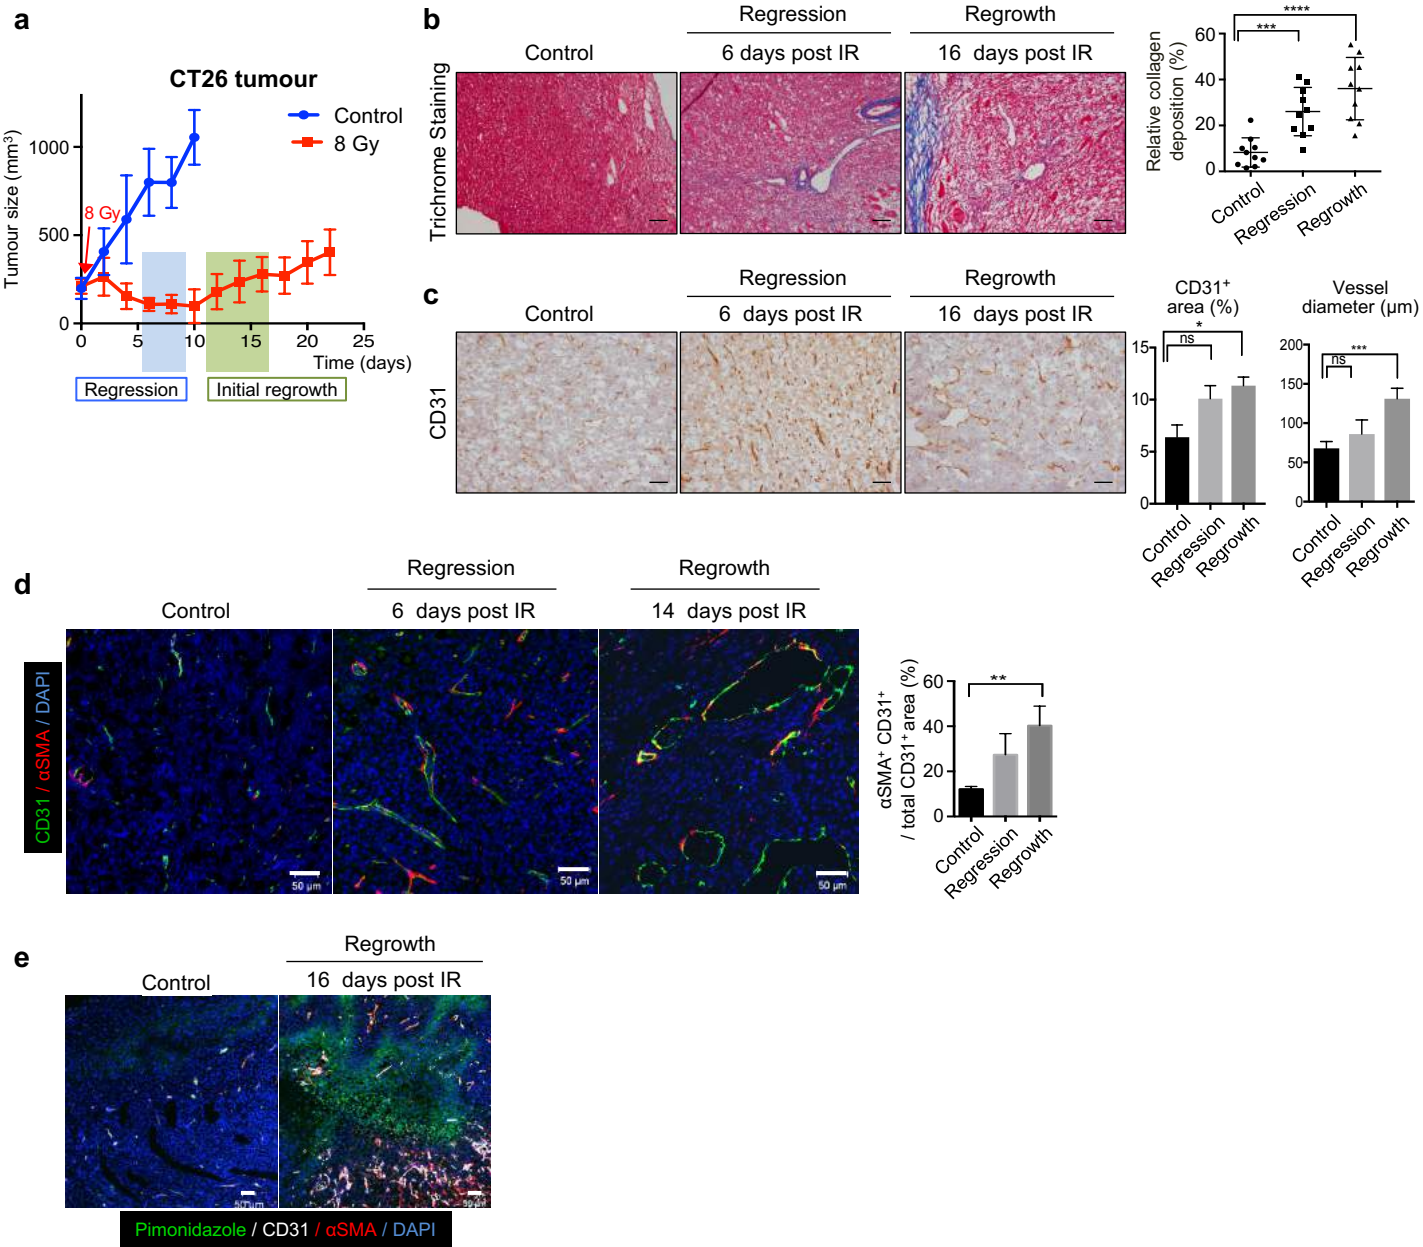 a
CT26 tumour
Control
8 Gy
Tumour size (mm³)
1000
500
0
8 Gy
0 5 10 15 20 25
Time (days)
Regression
Initial regrowth
b
Control
Regression
6 days post IR
Regrowth
16 days post IR
Trichrome Staining
Relative collagen
deposition (%)
****
***
60
40
20
0
Control
Regression
Regrowth
c
Control
Regression
6 days post IR
Regrowth
16 days post IR
CD31
CD31⁺
area (%)
*
ns
15
10
5
0
Control
Regression
Regrowth
Vessel
diameter (µm)
***
ns
200
150
100
50
0
Control
Regression
Regrowth
d
Control
Regression
6 days post IR
Regrowth
14 days post IR
CD31 / αSMA / DAPI
50 µm
50 µm
50 µm
αSMA⁺ CD31⁺
/ total CD31⁺ area (%)
**
60
40
20
0
Control
Regression
Regrowth
e
Control
Regrowth
16 days post IR
50 µm
50 µm
Pimonidazole / CD31 / αSMA / DAPI